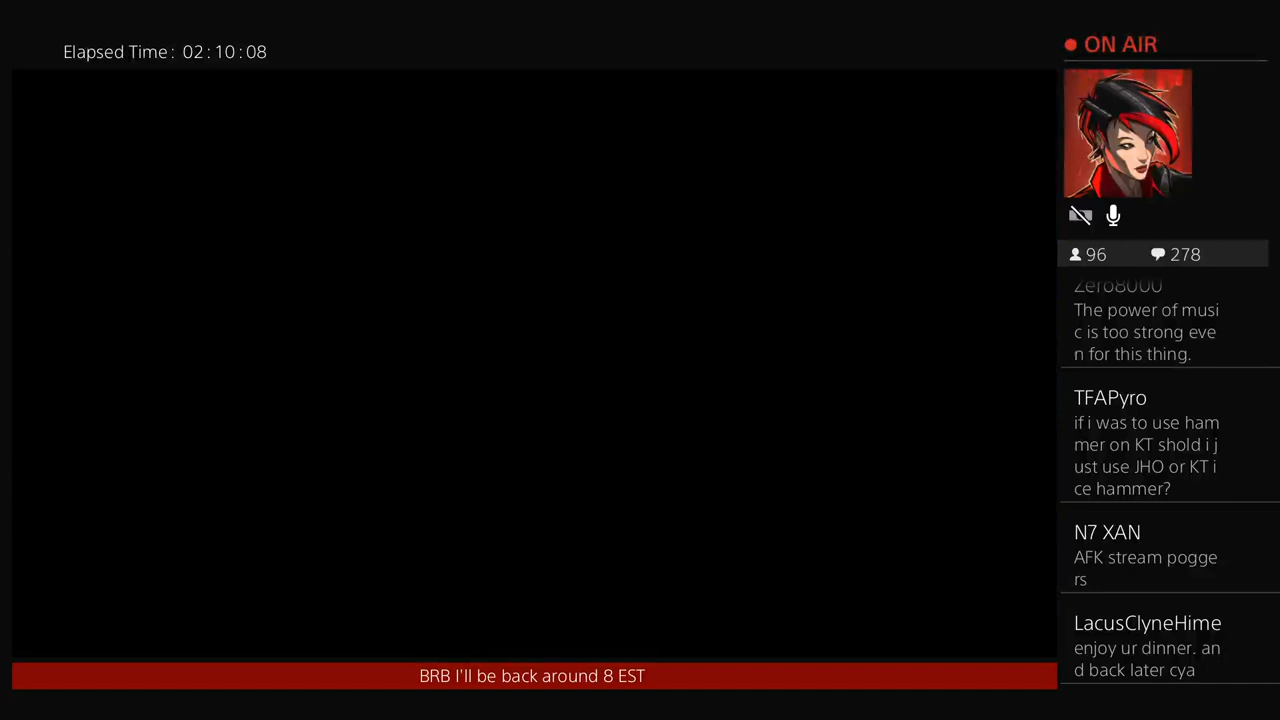 Elapsed Time: 02:10:08
ON AIR
96 278
Zero8000
The power of musi
c is too strong eve
n for this thing.
TFAPyro
if i was to use ham
mer on KT shold i j
ust use JHO or KT i
ce hammer?
N7 XAN
AFK stream pogge
rs
LacusClyneHime
enjoy ur dinner. an
d back later cya
BRB I'll be back around 8 EST